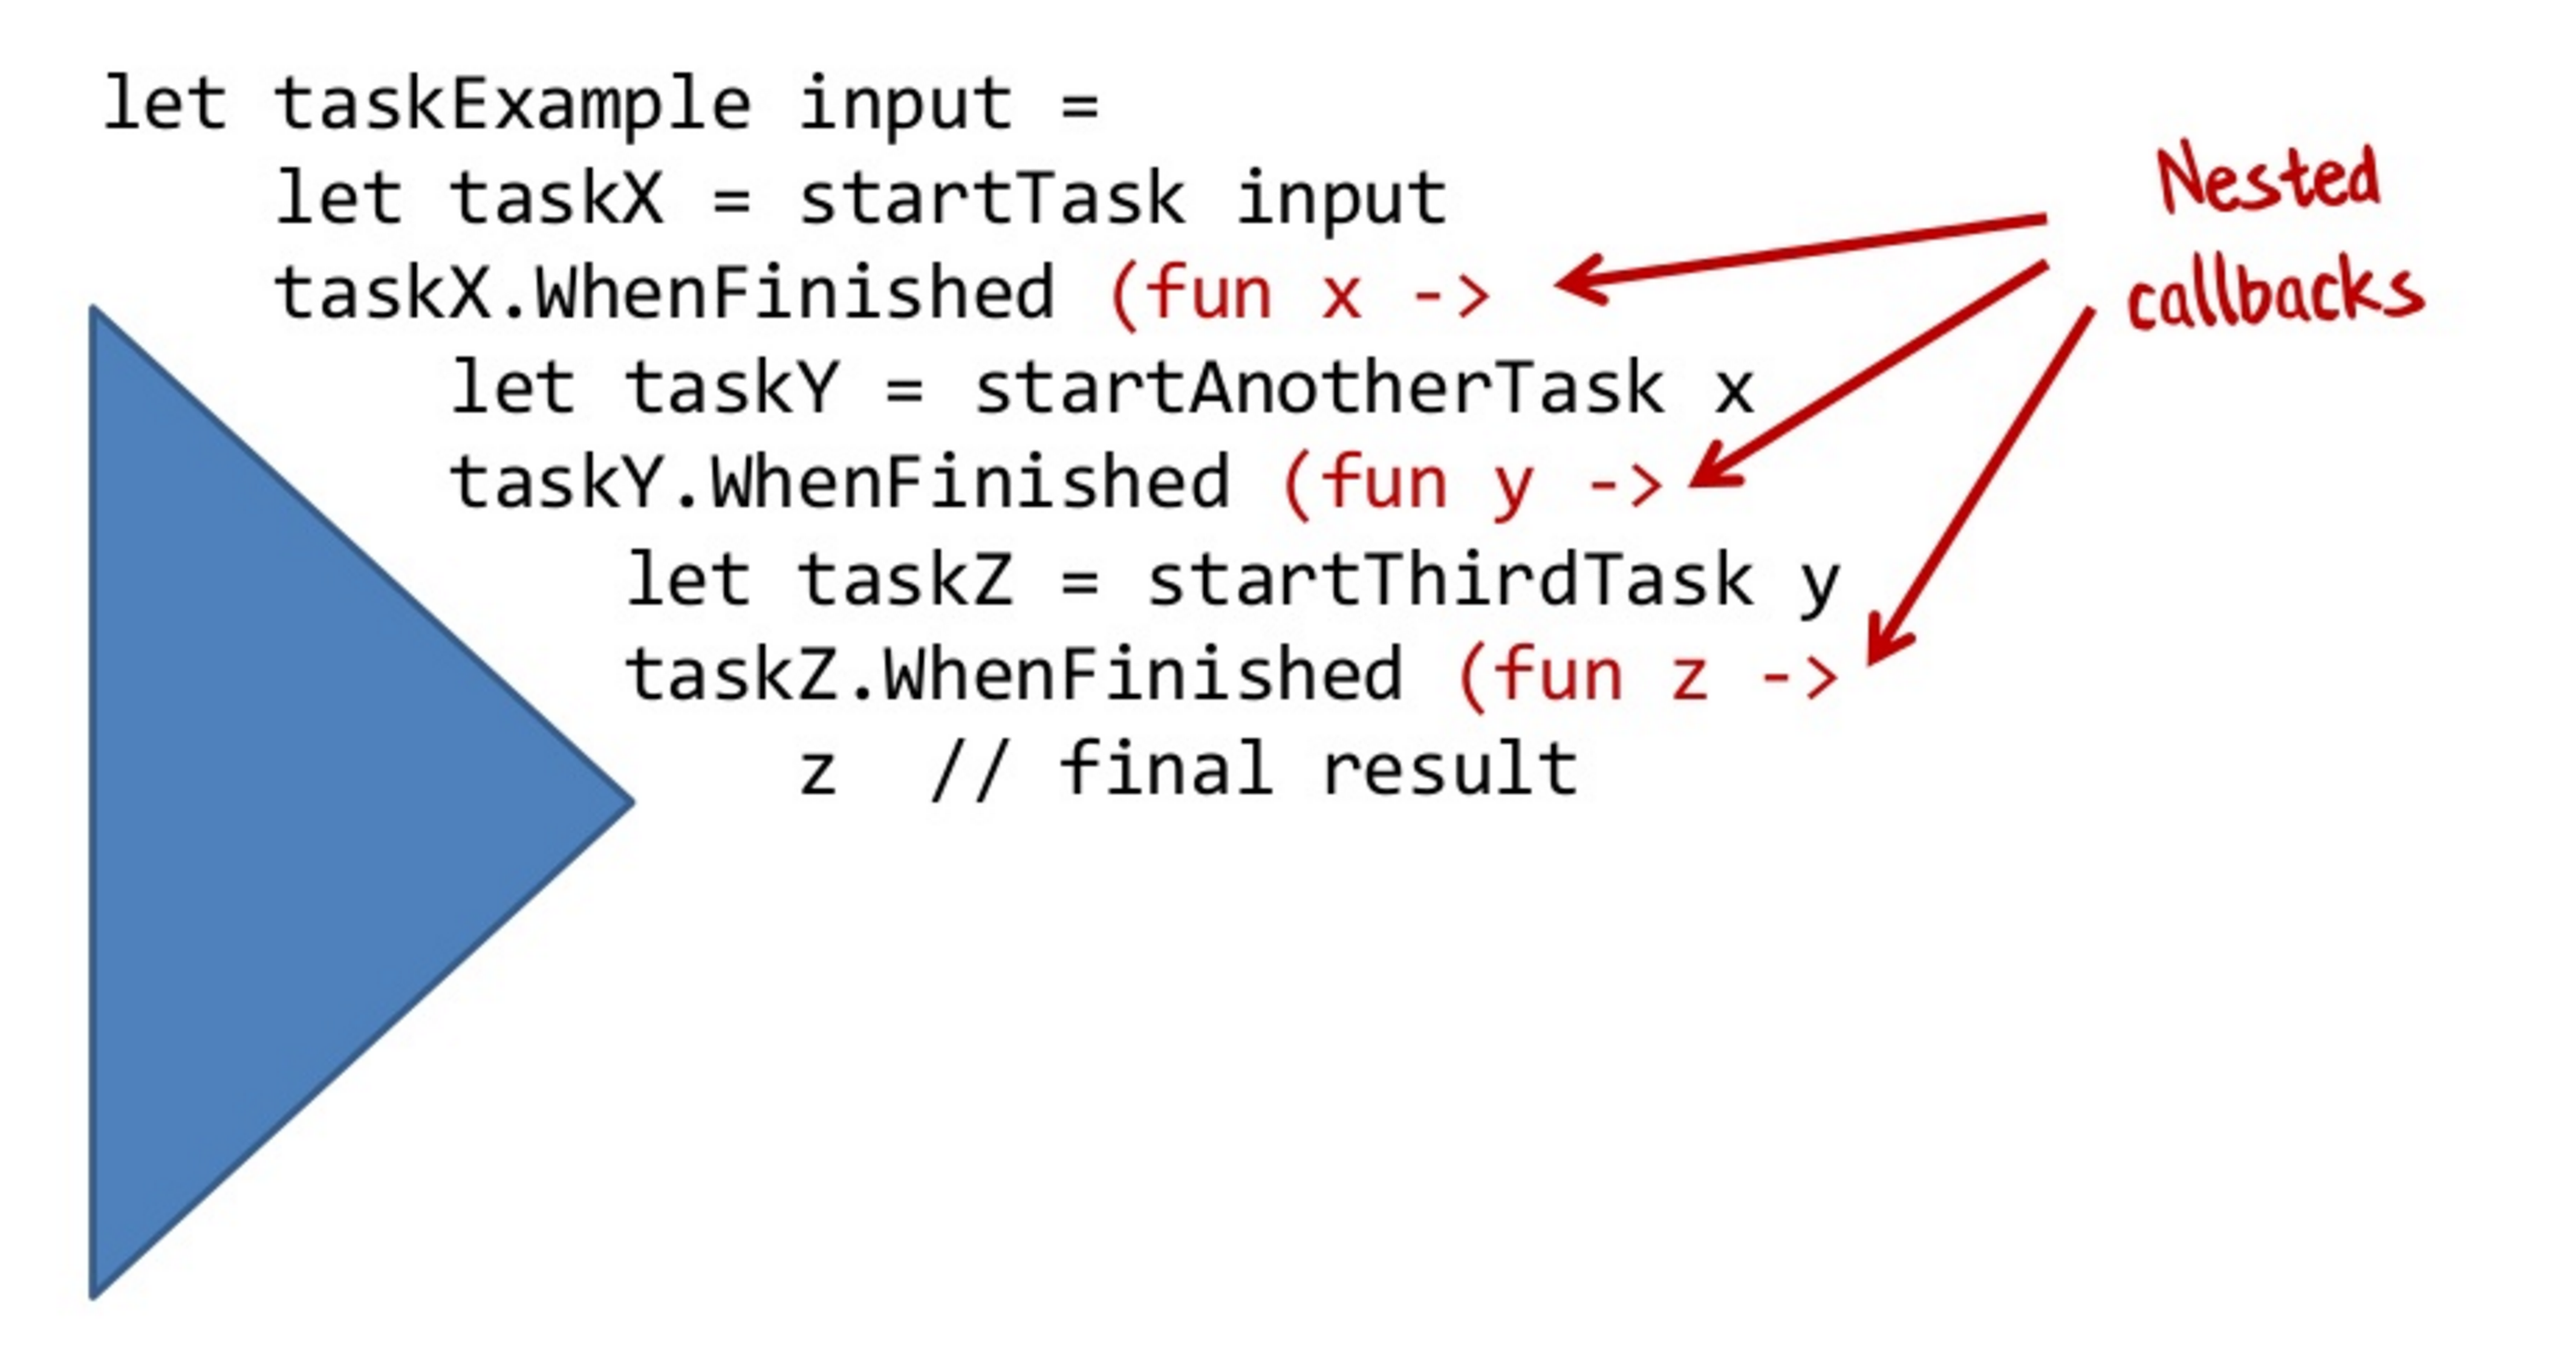 let taskExample input =
let taskX = startTask input
taskX.WhenFinished (fun x ->
let taskY = startAnotherTask x
taskY.WhenFinished (fun y ->
let taskZ = startThirdTask y
taskZ.WhenFinished (fun z ->
z // final result
Nested
callbacks